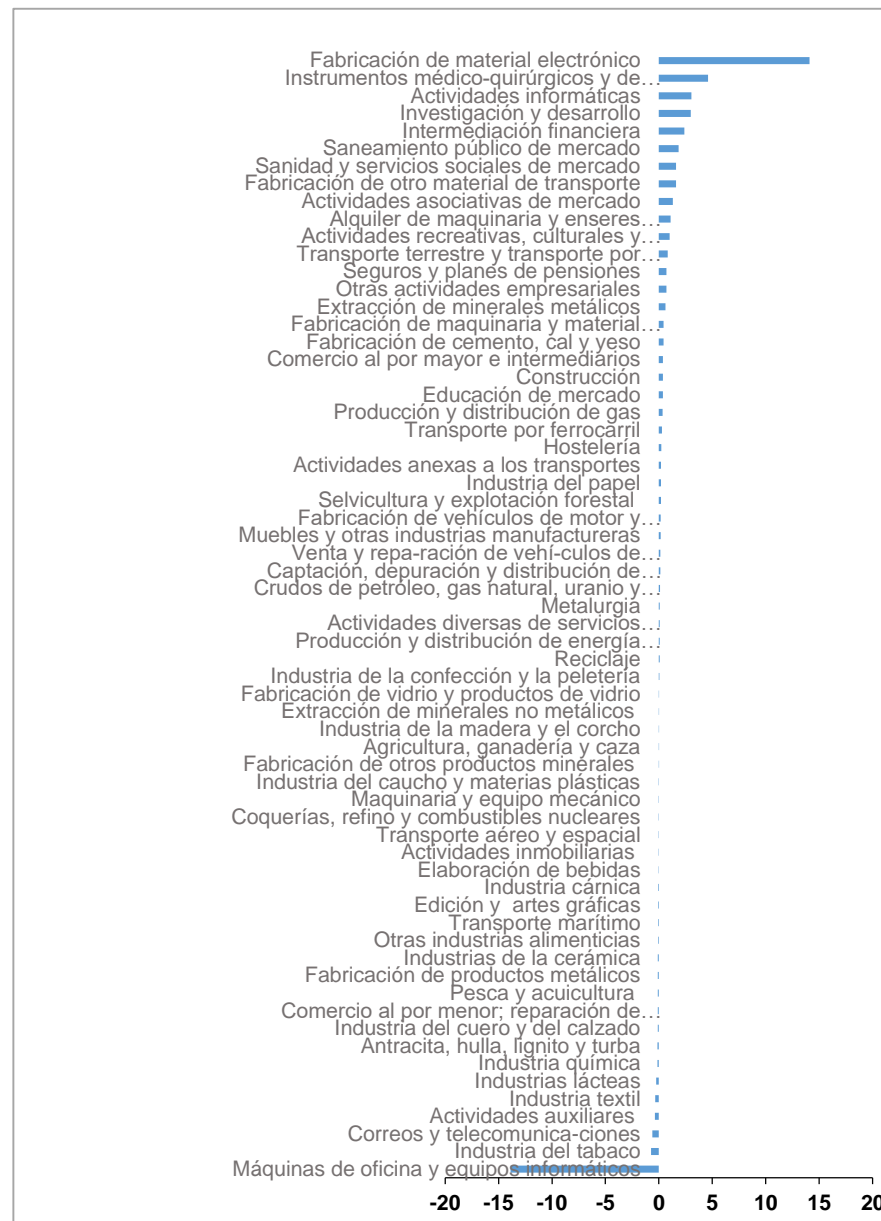 Fabricación de material electrónico
Instrumentos médico-quirúrgicos y de…
Actividades informáticas
Investigación y desarrollo
Intermediación financiera
Saneamiento público de mercado
Sanidad y servicios sociales de mercado
Fabricación de otro material de transporte
Actividades asociativas de mercado
Alquiler de maquinaria y enseres…
Actividades recreativas, culturales y…
Transporte terrestre y transporte por…
Seguros y planes de pensiones
Otras actividades empresariales
Extracción de minerales metálicos
Fabricación de maquinaria y material…
Fabricación de cemento, cal y yeso
Comercio al por mayor e intermediarios
Construcción
Educación de mercado
Producción y distribución de gas
Transporte por ferrocarril
Hostelería
Actividades anexas a los transportes
Industria del papel
Selvicultura y explotación forestal
Fabricación de vehículos de motor y…
Muebles y otras industrias manufactureras
Venta y repa-ración de vehí-culos de…
Captación, depuración y distribución de…
Crudos de petróleo, gas natural, uranio y…
Metalurgia
Actividades diversas de servicios…
Producción y distribución de energía…
Reciclaje
Industria de la confección y la peletería
Fabricación de vidrio y productos de vidrio
Extracción de minerales no metálicos
Industria de la madera y el corcho
Agricultura, ganadería y caza
Fabricación de otros productos minerales
Industria del caucho y materias plásticas
Maquinaria y equipo mecánico
Coquerías, refino y combustibles nucleares
Transporte aéreo y espacial
Actividades inmobiliarias
Elaboración de bebidas
Industria cárnica
Edición y  artes gráficas
Transporte marítimo
Otras industrias alimenticias
Industrias de la cerámica
Fabricación de productos metálicos
Pesca y acuicultura
Comercio al por menor; reparación de…
Industria del cuero y del calzado
Antracita, hulla, lignito y turba
Industria química
Industrias lácteas
Industria textil
Actividades auxiliares
Correos y telecomunica-ciones
Industria del tabaco
Máquinas de oficina y equipos informáticos
-20 -15 -10 -5 0 5 10 15 20